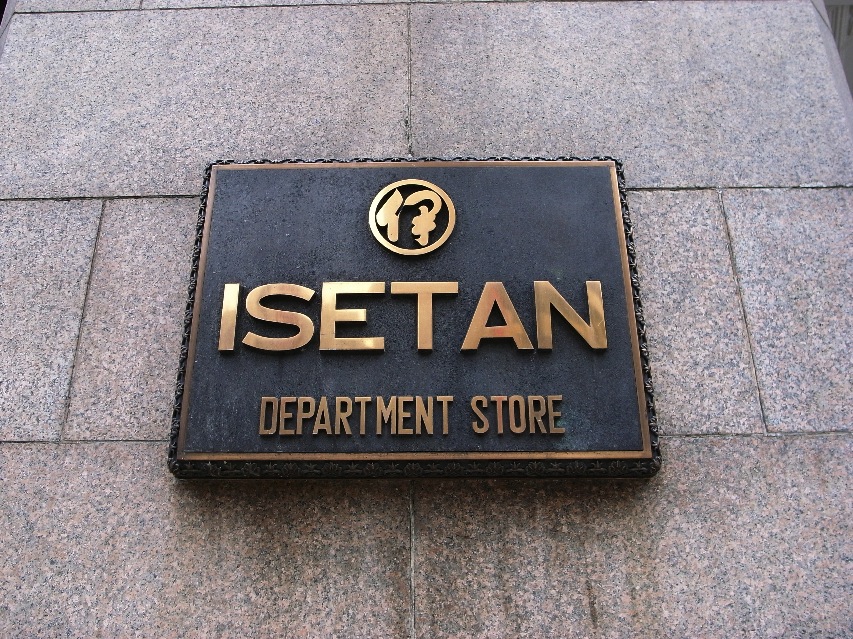 伊
ISETAN
DEPARTMENT STORE